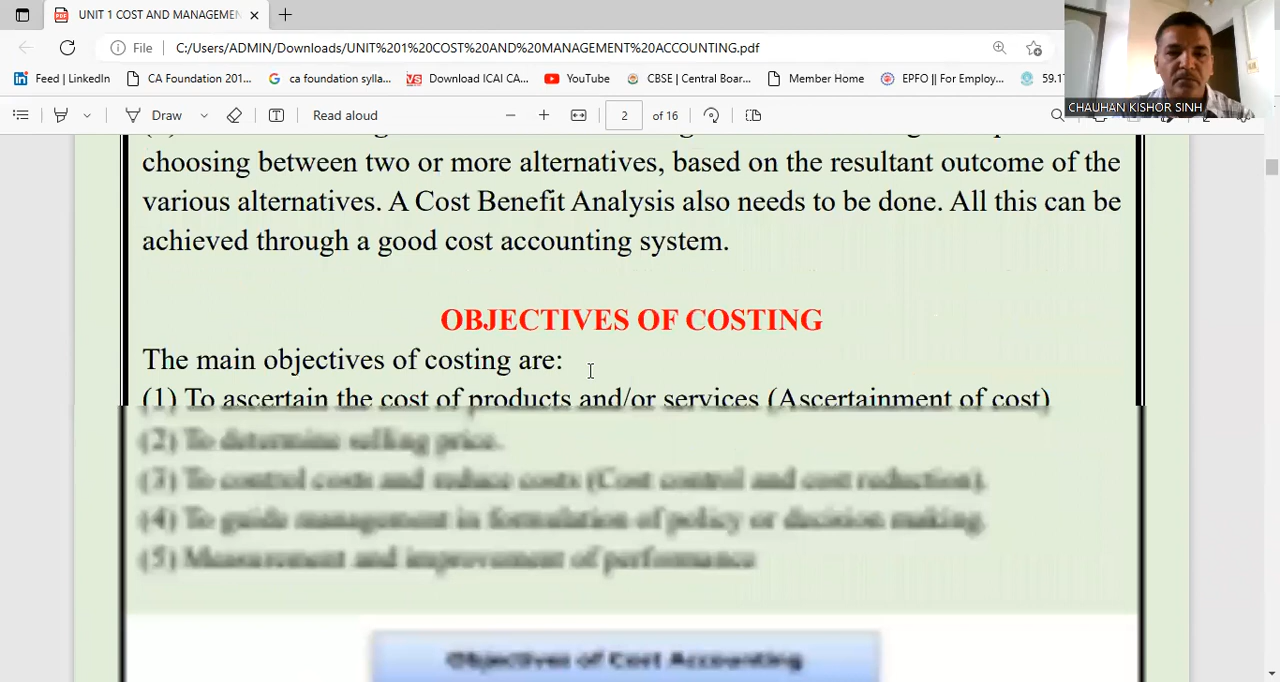 UNIT 1 COST AND MANAGEMEN
File C:/Users/ADMIN/Downloads/UNIT%201%20COST%20AND%20MANAGEMENT%20ACCOUNTING.pdf
Feed | LinkedIn CA Foundation 201... ca foundation sylla... Download ICAI CA... YouTube CBSE | Central Boar... Member Home EPFO || For Employ... 59.1
CHAUHAN KISHOR SINH
Draw Read aloud 2 of 16
choosing between two or more alternatives, based on the resultant outcome of the
various alternatives. A Cost Benefit Analysis also needs to be done. All this can be
achieved through a good cost accounting system.
OBJECTIVES OF COSTING
The main objectives of costing are:
(1) To ascertain the cost of products and/or services (Ascertainment of cost)
(2) To determine selling price.
(3) To control costs and reduce costs (Cost control and cost reduction).
(4) To guide management in formulation of policy or decision making.
(5) Measurement and improvement of performance
Objectives of Cost Accounting